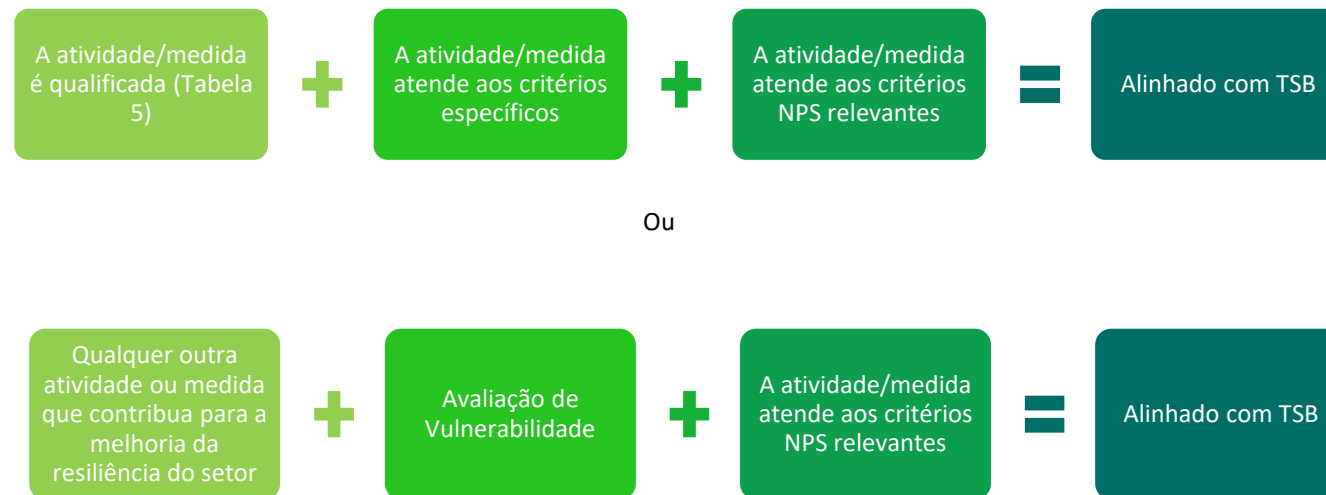 A atividade/medida
é qualificada (Tabela
5)
A atividade/medida
atende aos critérios
específicos
A atividade/medida
atende aos critérios
NPS relevantes
Alinhado com TSB
Ou
Qualquer outra
atividade ou medida
que contribua para a
melhoria da
resiliência do setor
Avaliação de
Vulnerabilidade
A atividade/medida
atende aos critérios
NPS relevantes
Alinhado com TSB